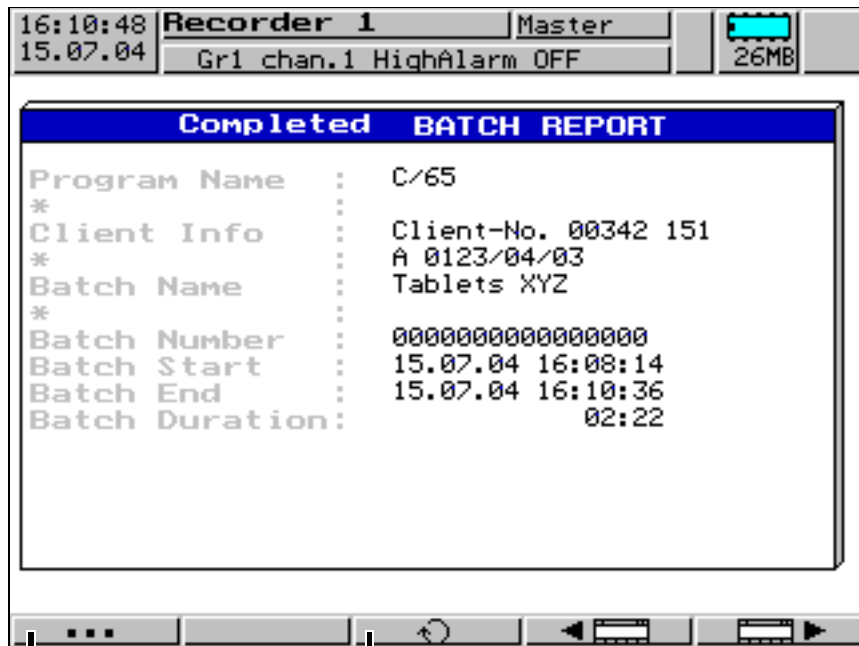 16:10:48 Recorder 1 Master
15.07.04 Gr1 chan.1 HighAlarm OFF 26MB
Completed BATCH REPORT
Program Name : C/65
* :
Client Info : Client-No. 00342 151
* : A 0123/04/03
Batch Name : Tablets XYZ
* :
Batch Number : 0000000000000000
Batch Start : 15.07.04 16:08:14
Batch End : 15.07.04 16:10:36
Batch Duration: 02:22
...